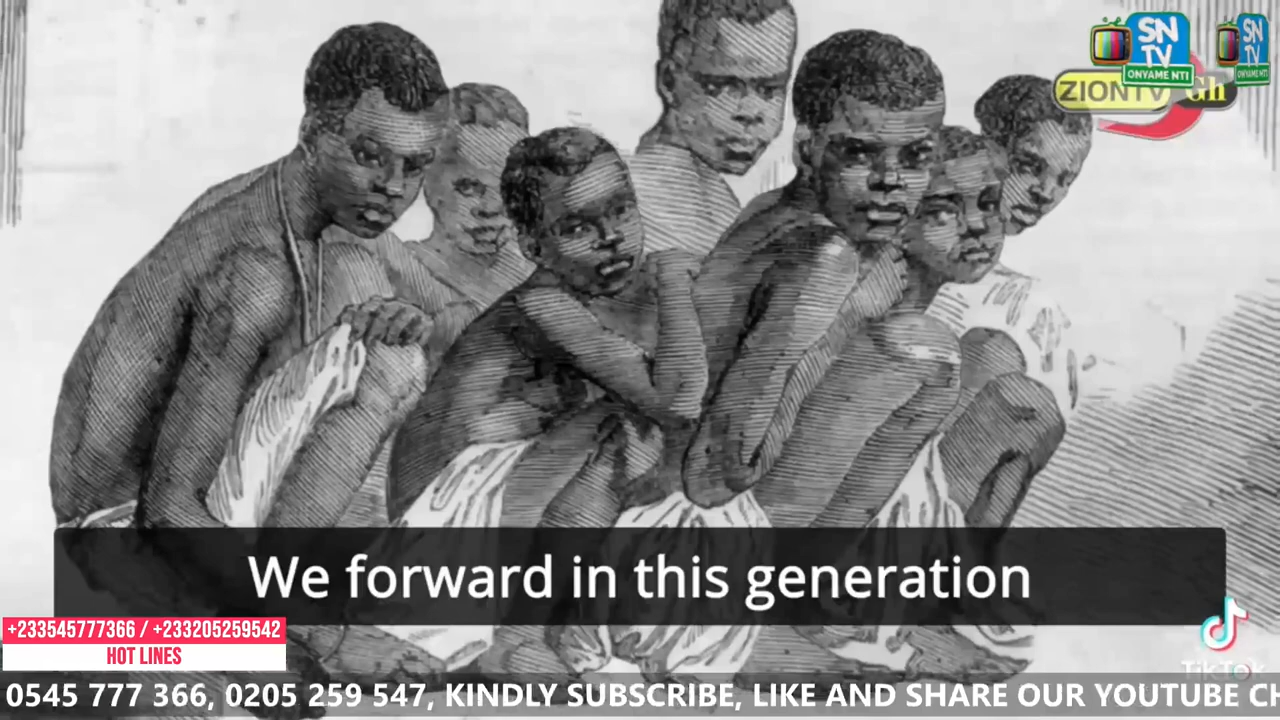 SN
TV
ONYAME NTI
SN
TV
ONYAME NTI
ZIONTV Gh
We forward in this generation
+233545777366 / +233205259542
HOT LINES
TikTok
0545 777 366, 0205 259 547, KINDLY SUBSCRIBE, LIKE AND SHARE OUR YOUTUBE CH